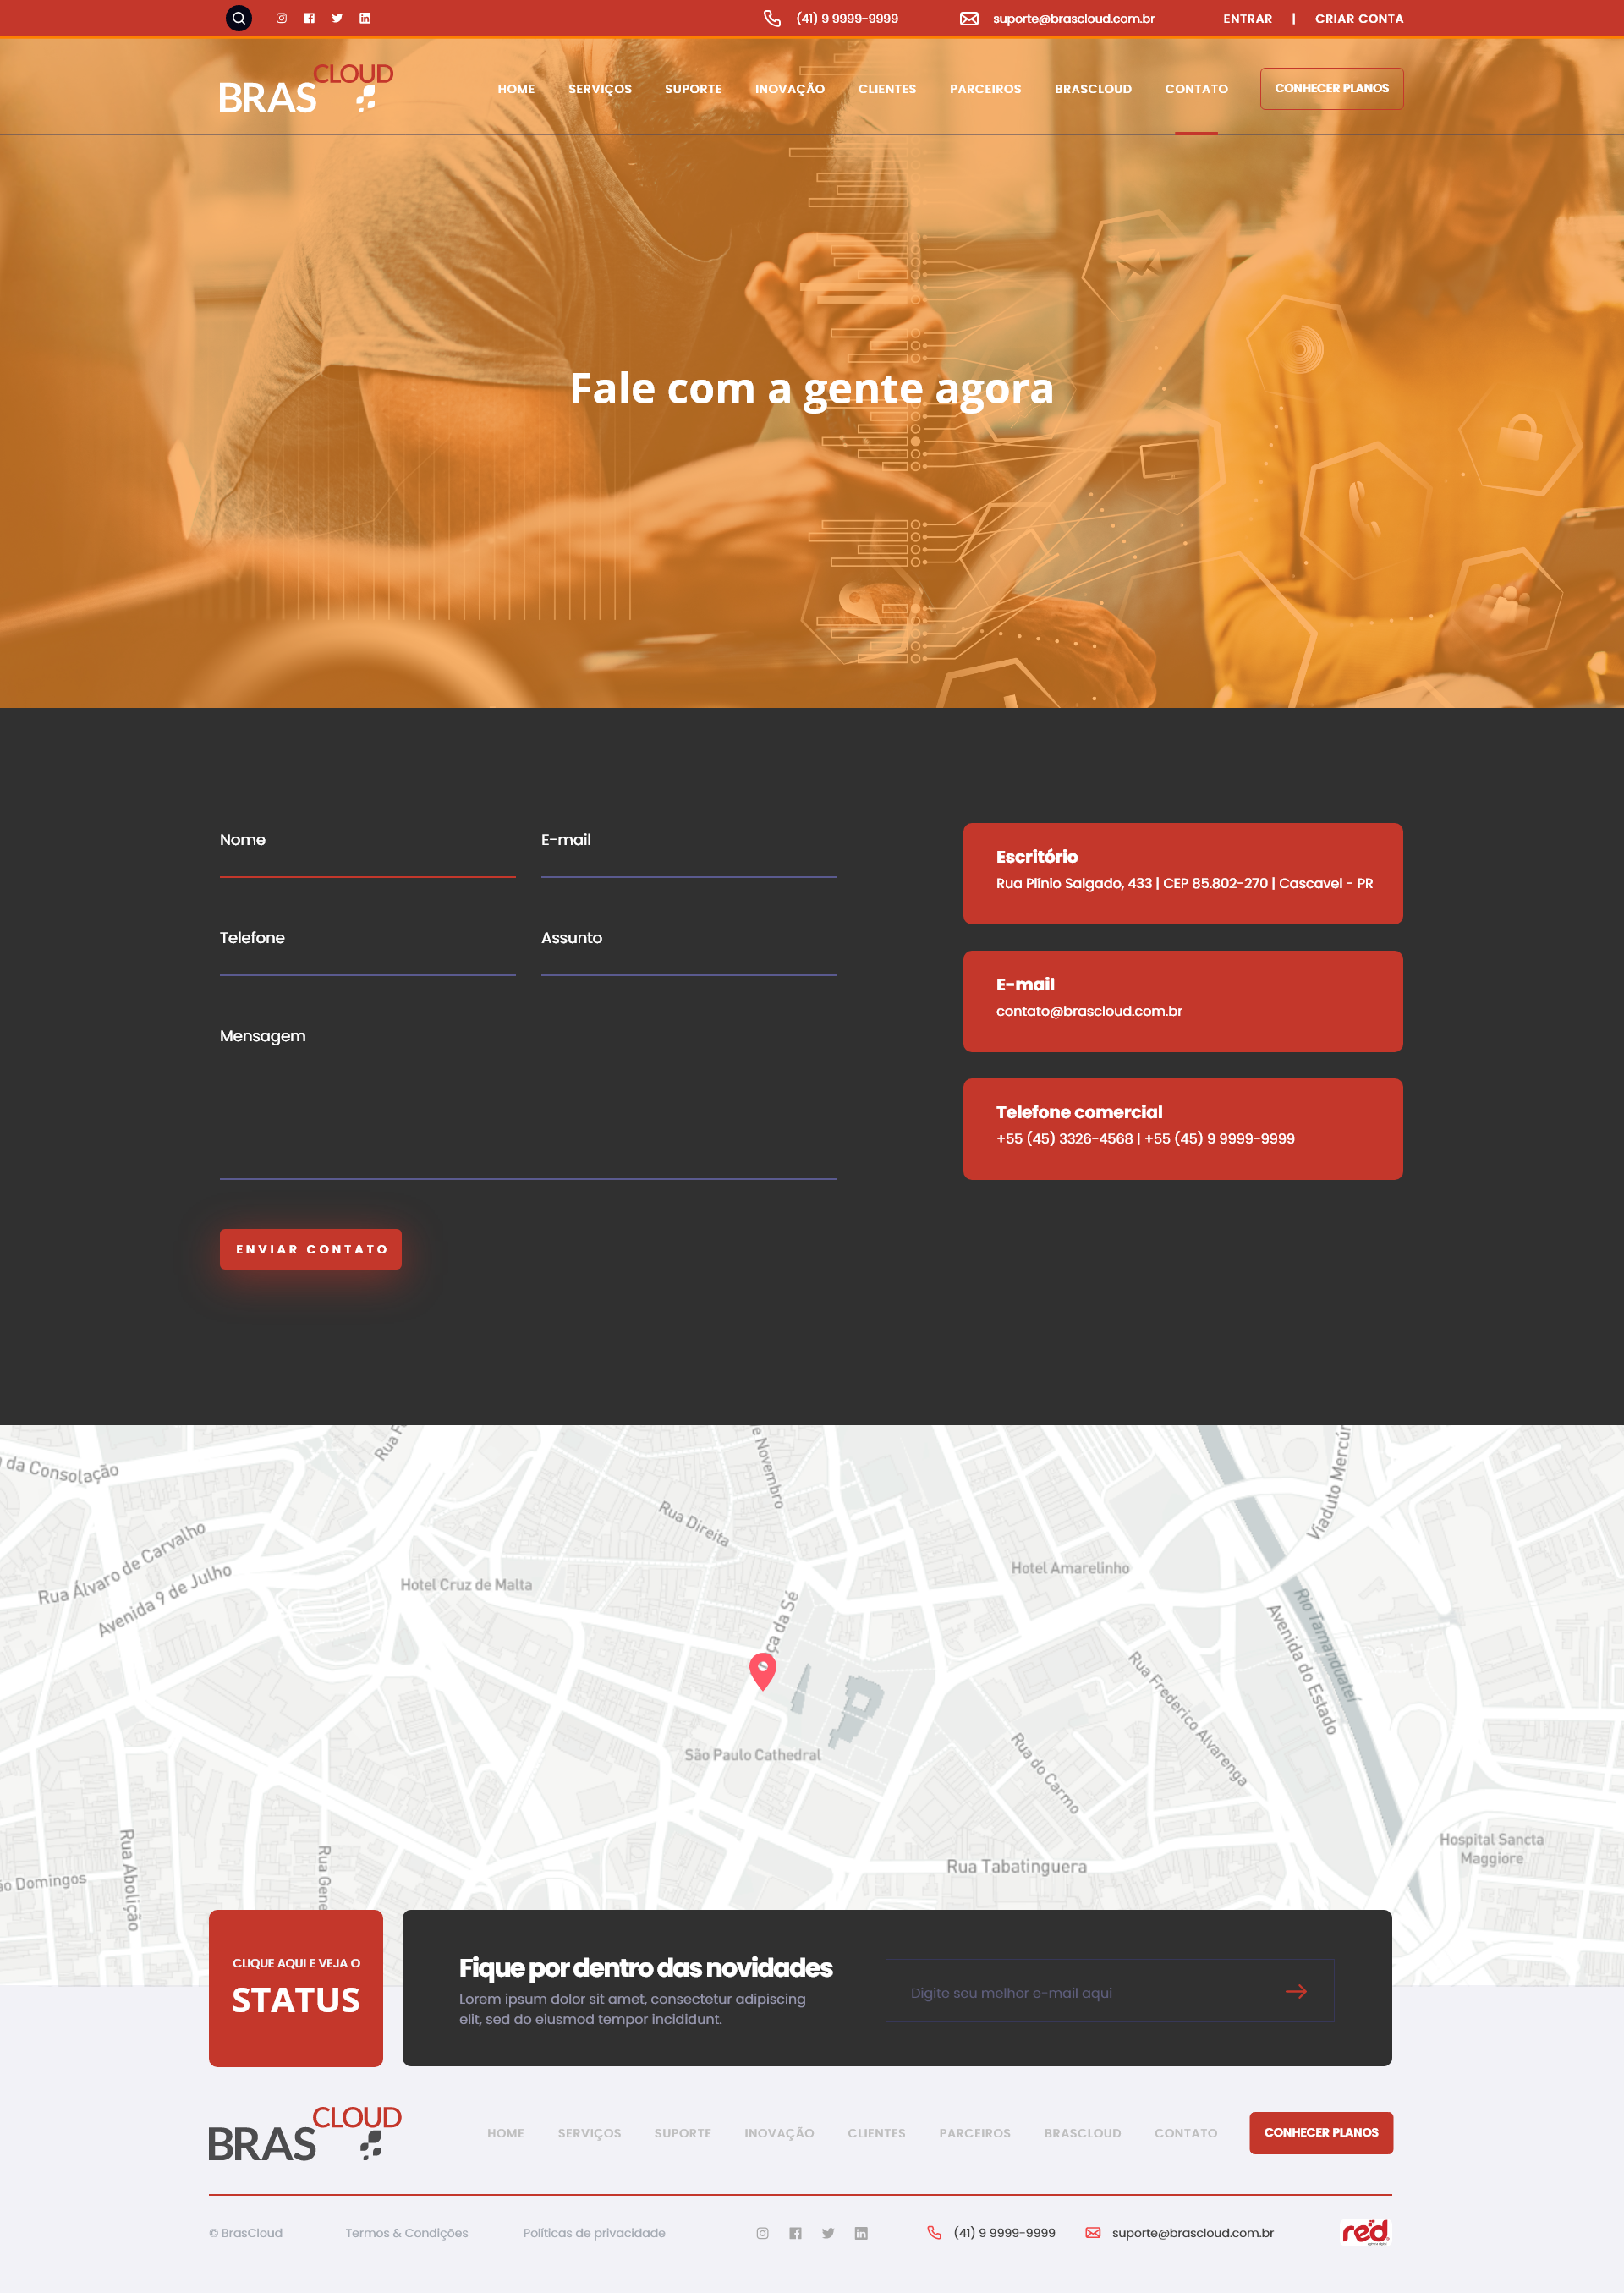 (41) 9 9999-9999
suporte@brascloud.com.br
ENTRAR | CRIAR CONTA
BRAS CLOUD
HOME SERVIÇOS SUPORTE INOVAÇÃO CLIENTES PARCEIROS BRASCLOUD CONTATO
CONHECER PLANOS
Fale com a gente agora
Nome
E-mail
Telefone
Assunto
Mensagem
ENVIAR CONTATO
Escritório
Rua Plínio Salgado, 433 | CEP 85.802-270 | Cascavel - PR
E-mail
contato@brascloud.com.br
Telefone comercial
+55 (45) 3326-4568 | +55 (45) 9 9999-9999
da Consolação
Rua
e Novembro
Viaduto Mercúr
Rua Direita
Rua Álvaro de Carvalho
Avenida 9 de Julho
Hotel Cruz de Malta
Hotel Amarelinho
ça da Sé
Rio Tamanduateí
Avenida do Estado
Rua Frederico Alvarenga
São Paulo Cathedral
Rua do Carmo
Rua Abolição
Rua Gene
Rua Tabatinguera
Hospital Sancta
Maggiore
ão Domingos
CLIQUE AQUI E VEJA O
STATUS
Fique por dentro das novidades
Lorem ipsum dolor sit amet, consectetur adipiscing
elit, sed do eiusmod tempor incididunt.
Digite seu melhor e-mail aqui
BRAS CLOUD
HOME SERVIÇOS SUPORTE INOVAÇÃO CLIENTES PARCEIROS BRASCLOUD CONTATO
CONHECER PLANOS
© BrasCloud
Termos & Condições
Políticas de privacidade
(41) 9 9999-9999
suporte@brascloud.com.br
red